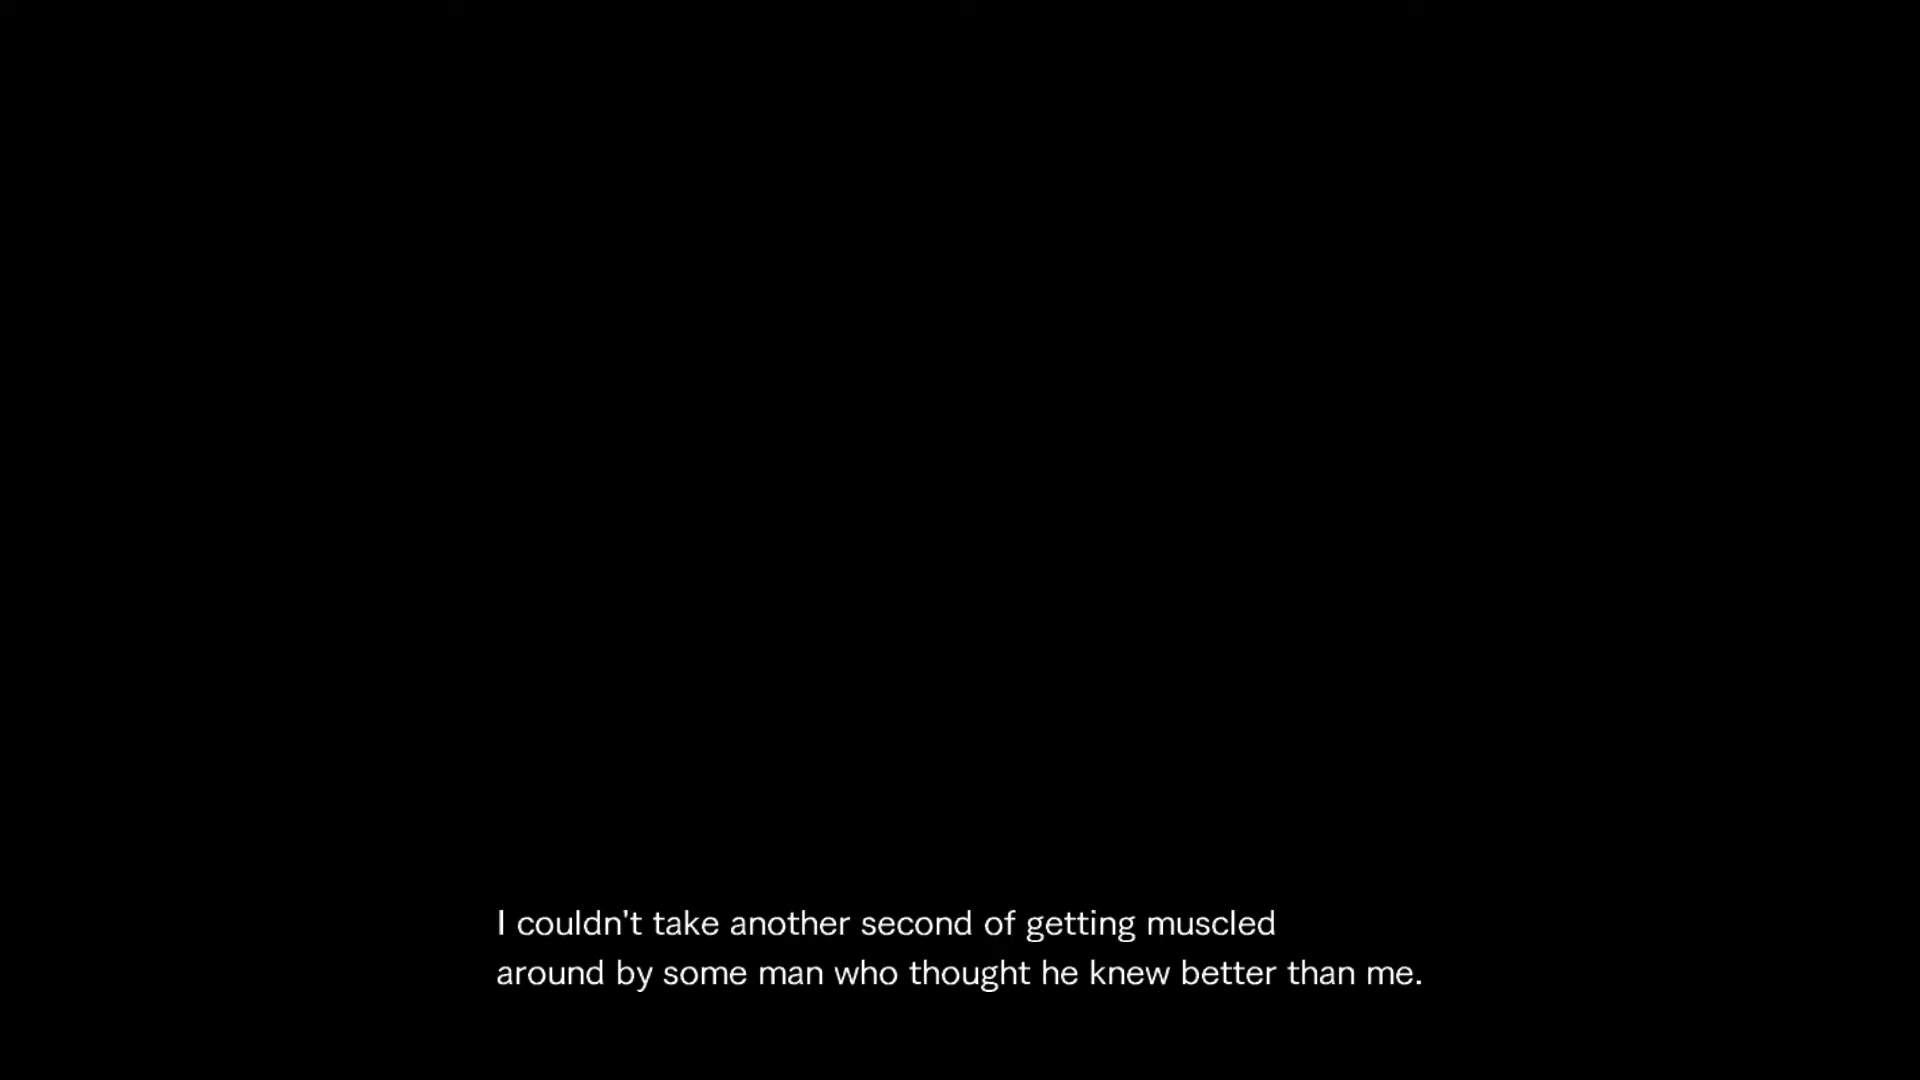 I couldn't take another second of getting muscled
around by some man who thought he knew better than me.